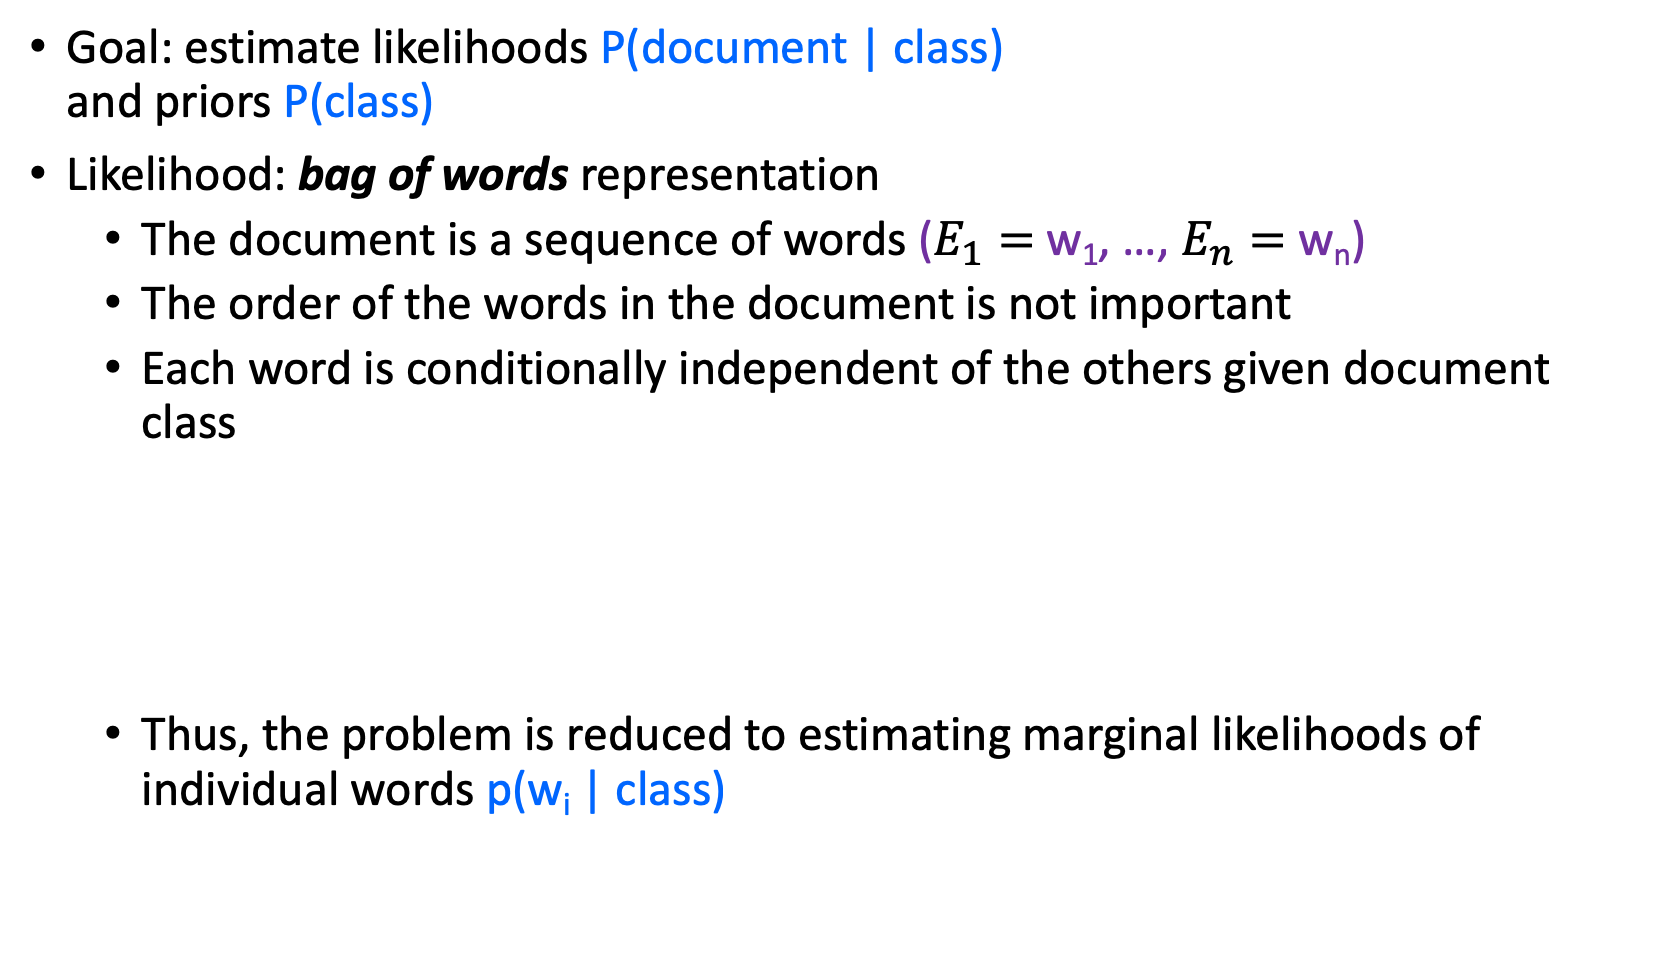 • Goal: estimate likelihoods P(document | class)
and priors P(class)
• Likelihood: bag of words representation
• The document is a sequence of words (E₁ = w₁, …, Eₙ = wₙ)
• The order of the words in the document is not important
• Each word is conditionally independent of the others given document
class
• Thus, the problem is reduced to estimating marginal likelihoods of
individual words p(wᵢ | class)